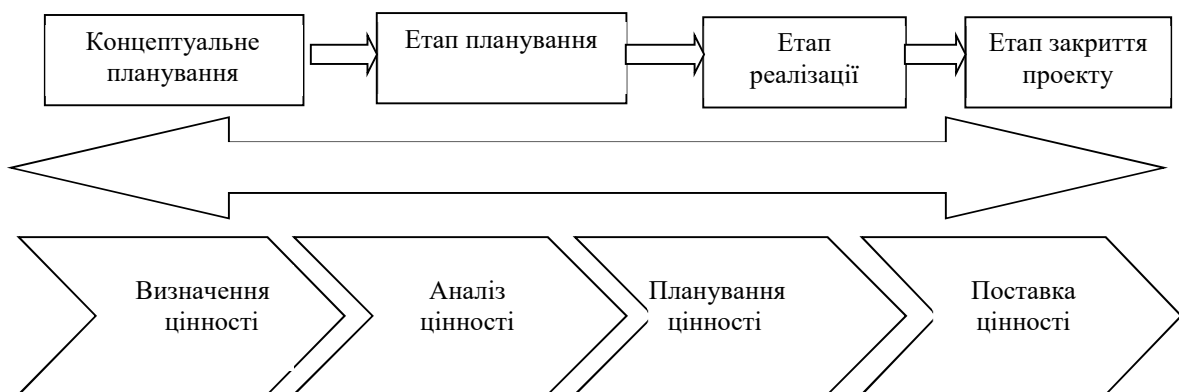 Концептуальне
планування
Етап планування
Етап
реалізації
Етап закриття
проекту
Визначення
цінності
Аналіз
цінності
Планування
цінності
Поставка
цінності